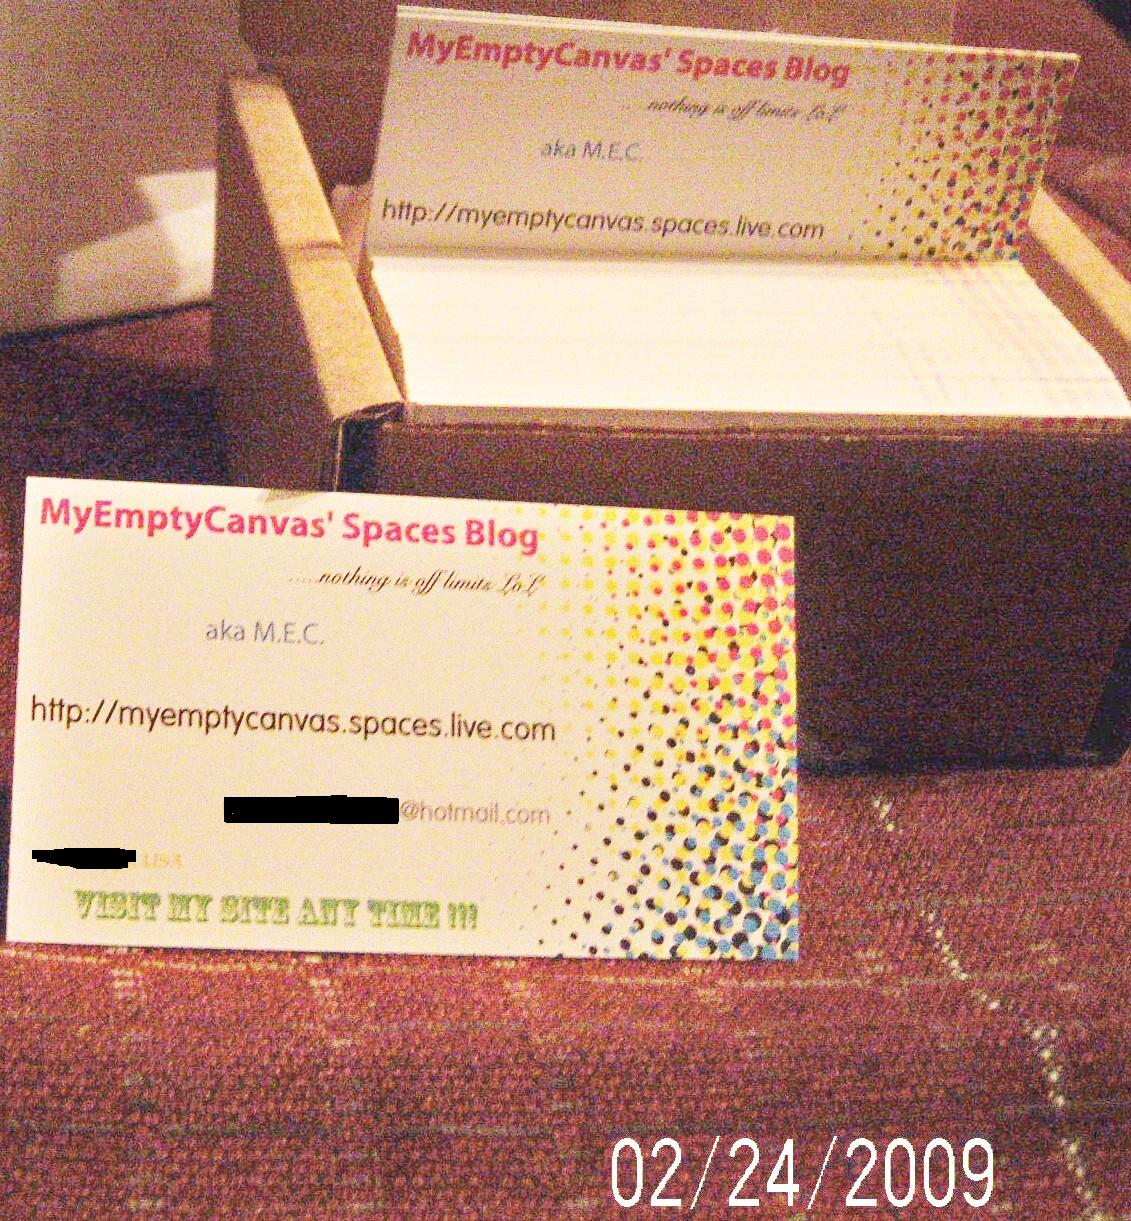 MyEmptyCanvas' Spaces Blog
....nothing is off limits LoL
aka M.E.C.
http://myemptycanvas.spaces.live.com
MyEmptyCanvas' Spaces Blog
.....nothing is off limits LoL
aka M.E.C.
http://myemptycanvas.spaces.live.com
@hotmail.com
VISIT MY SITE ANY TIME !!!
02/24/2009